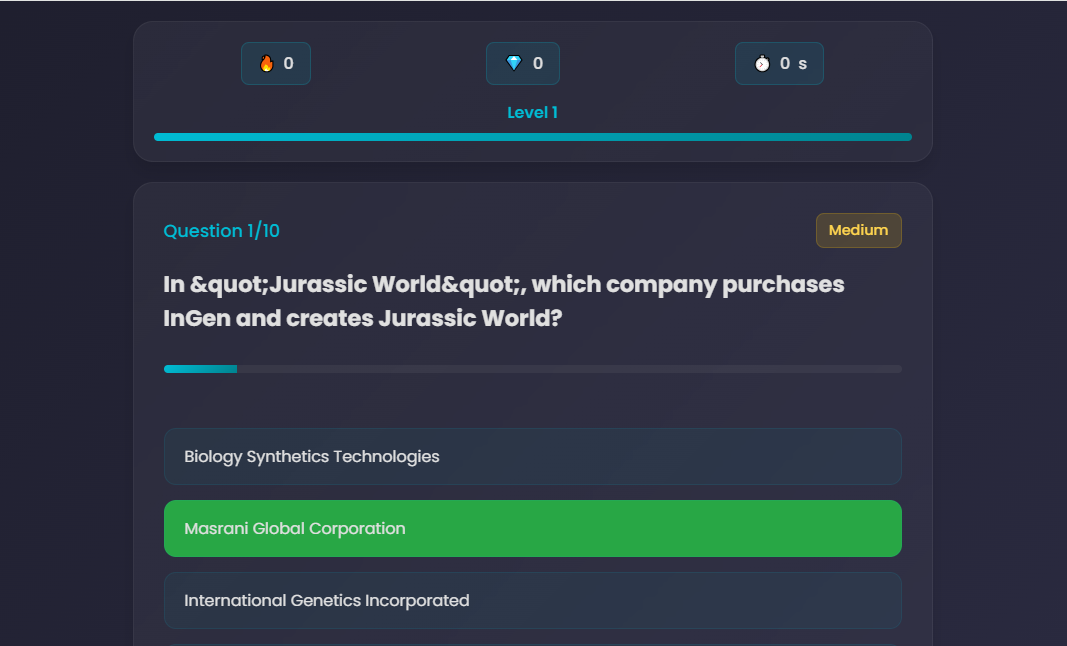 🔥 0
💎 0
⏱ 0 s
Level 1
Question 1/10
Medium
In &quot;Jurassic World&quot;, which company purchases
InGen and creates Jurassic World?
Biology Synthetics Technologies
Masrani Global Corporation
International Genetics Incorporated